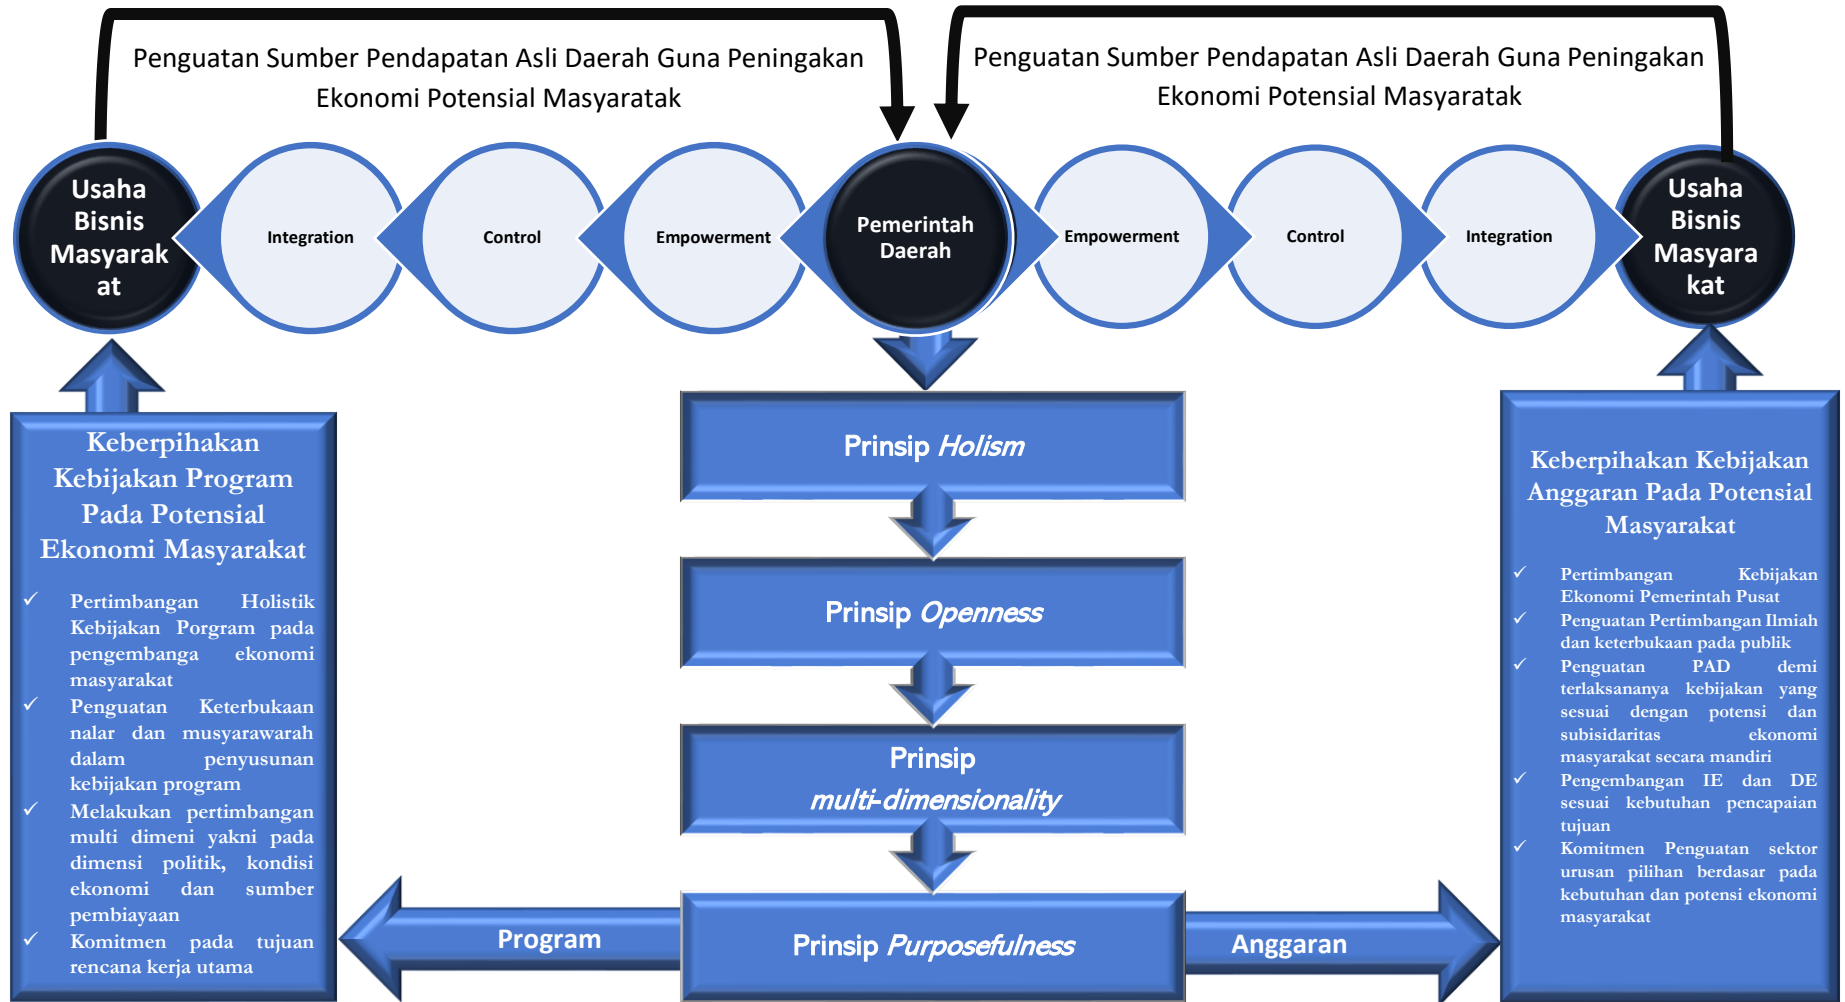 Penguatan Sumber Pendapatan Asli Daerah Guna Peningakan
Ekonomi Potensial Masyaratak
Penguatan Sumber Pendapatan Asli Daerah Guna Peningakan
Ekonomi Potensial Masyaratak
Usaha
Bisnis
Masyarak
at
Integration
Control
Empowerment
Pemerintah
Daerah
Empowerment
Control
Integration
Usaha
Bisnis
Masyara
kat
Keberpihakan
Kebijakan Program
Pada Potensial
Ekonomi Masyarakat
✓ Pertimbangan Holistik
Kebijakan Porgram pada
pengembanga ekonomi
masyarakat
✓ Penguatan Keterbukaan
nalar dan musyarawarah
dalam penyusunan
kebijakan program
✓ Melakukan pertimbangan
multi dimeni yakni pada
dimensi politik, kondisi
ekonomi dan sumber
pembiayaan
✓ Komitmen pada tujuan
rencana kerja utama
Prinsip Holism
Prinsip Openness
Prinsip
multi-dimensionality
Prinsip Purposefulness
Program
Anggaran
Keberpihakan Kebijakan
Anggaran Pada Potensial
Masyarakat
✓ Pertimbangan Kebijakan
Ekonomi Pemerintah Pusat
✓ Penguatan Pertimbangan Ilmiah
dan keterbukaan pada publik
✓ Penguatan PAD demi
terlaksananya kebijakan yang
sesuai dengan potensi dan
subisidaritas ekonomi
masyarakat secara mandiri
✓ Pengembangan IE dan DE
sesuai kebutuhan pencapaian
tujuan
✓ Komitmen Penguatan sektor
urusan pilihan berdasar pada
kebutuhan dan potensi ekonomi
masyarakat